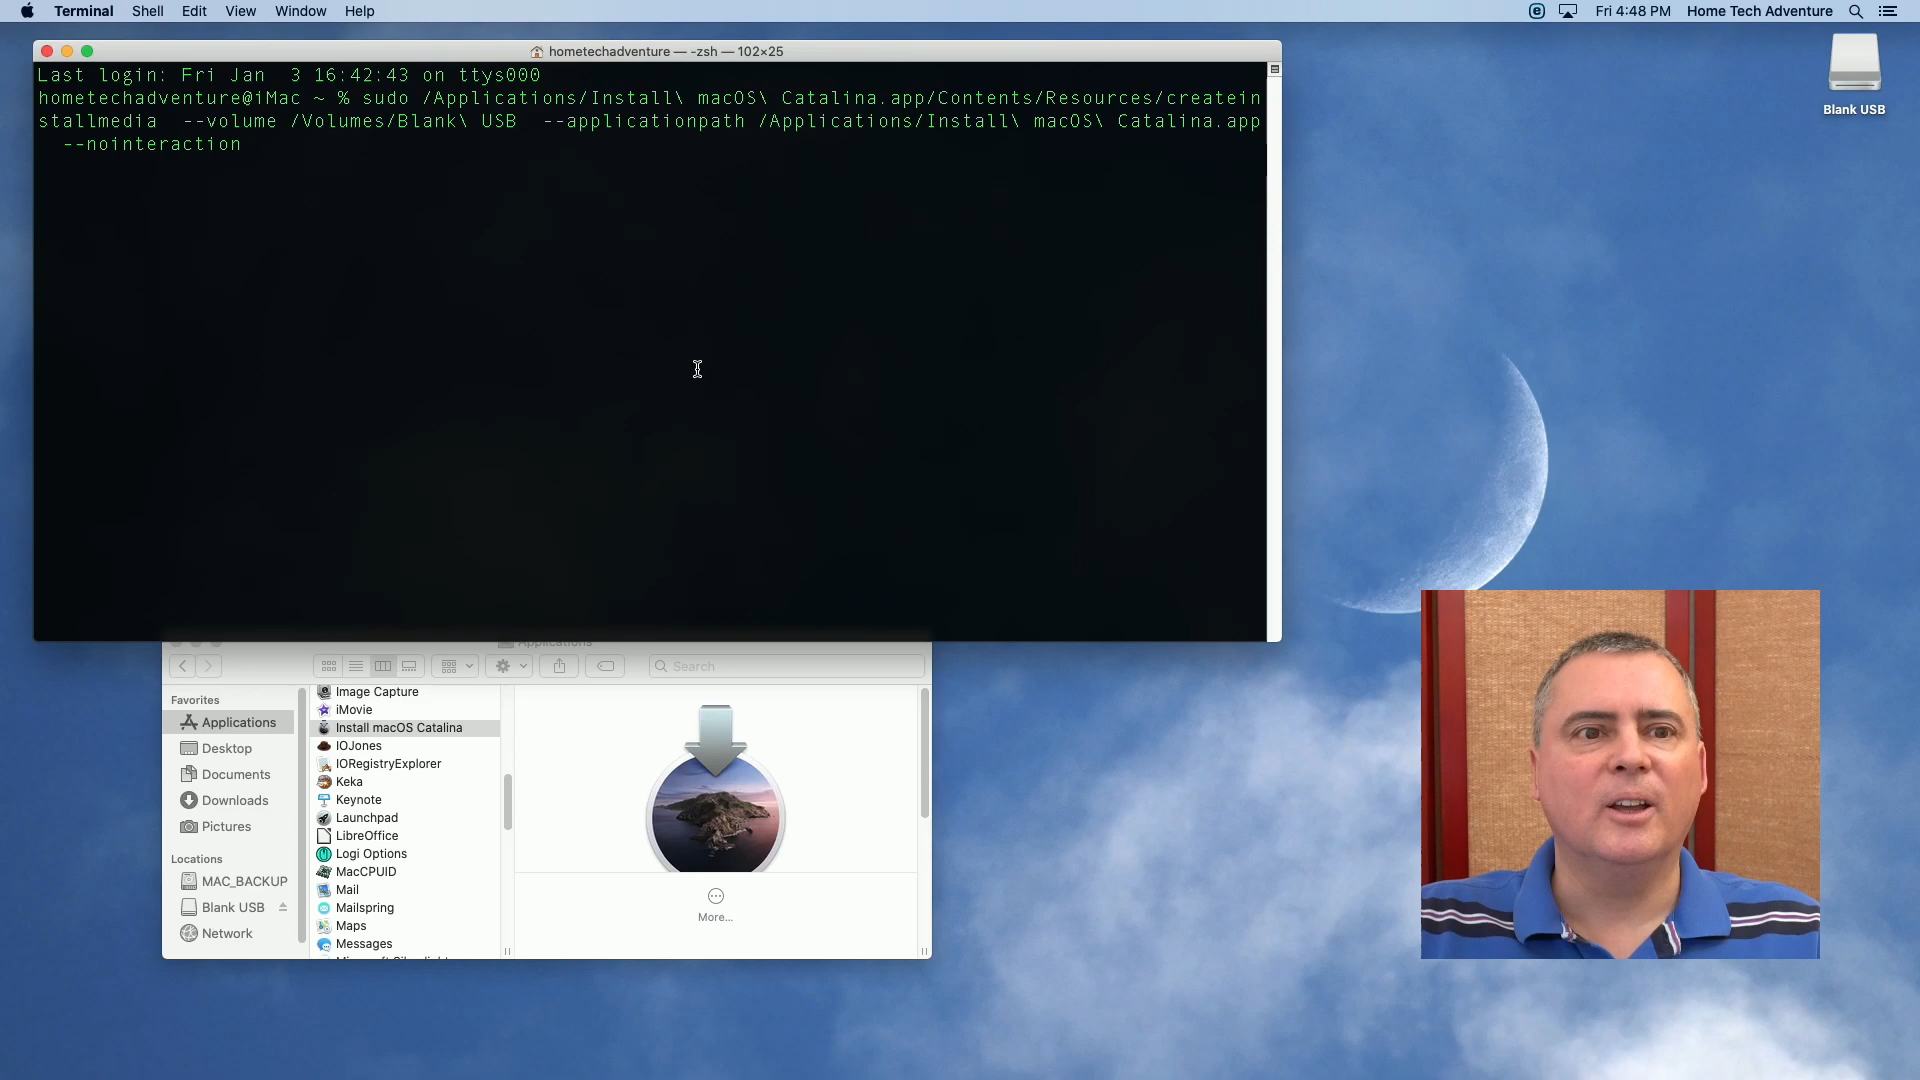 Terminal Shell Edit View Window Help
Fri 4:48 PM Home Tech Adventure
hometechadventure — -zsh — 102×25
Last login: Fri Jan  3 16:42:43 on ttys000
hometechadventure@iMac ~ % sudo /Applications/Install\ macOS\ Catalina.app/Contents/Resources/createin
stallmedia  --volume /Volumes/Blank\ USB  --applicationpath /Applications/Install\ macOS\ Catalina.app
  --nointeraction
Blank USB
Applications
Search
Favorites
Applications
Desktop
Documents
Downloads
Pictures
Locations
MAC_BACKUP
Blank USB
Network
Image Capture
iMovie
Install macOS Catalina
IOJones
IORegistryExplorer
Keka
Keynote
Launchpad
LibreOffice
Logi Options
MacCPUID
Mail
Mailspring
Maps
Messages
More...